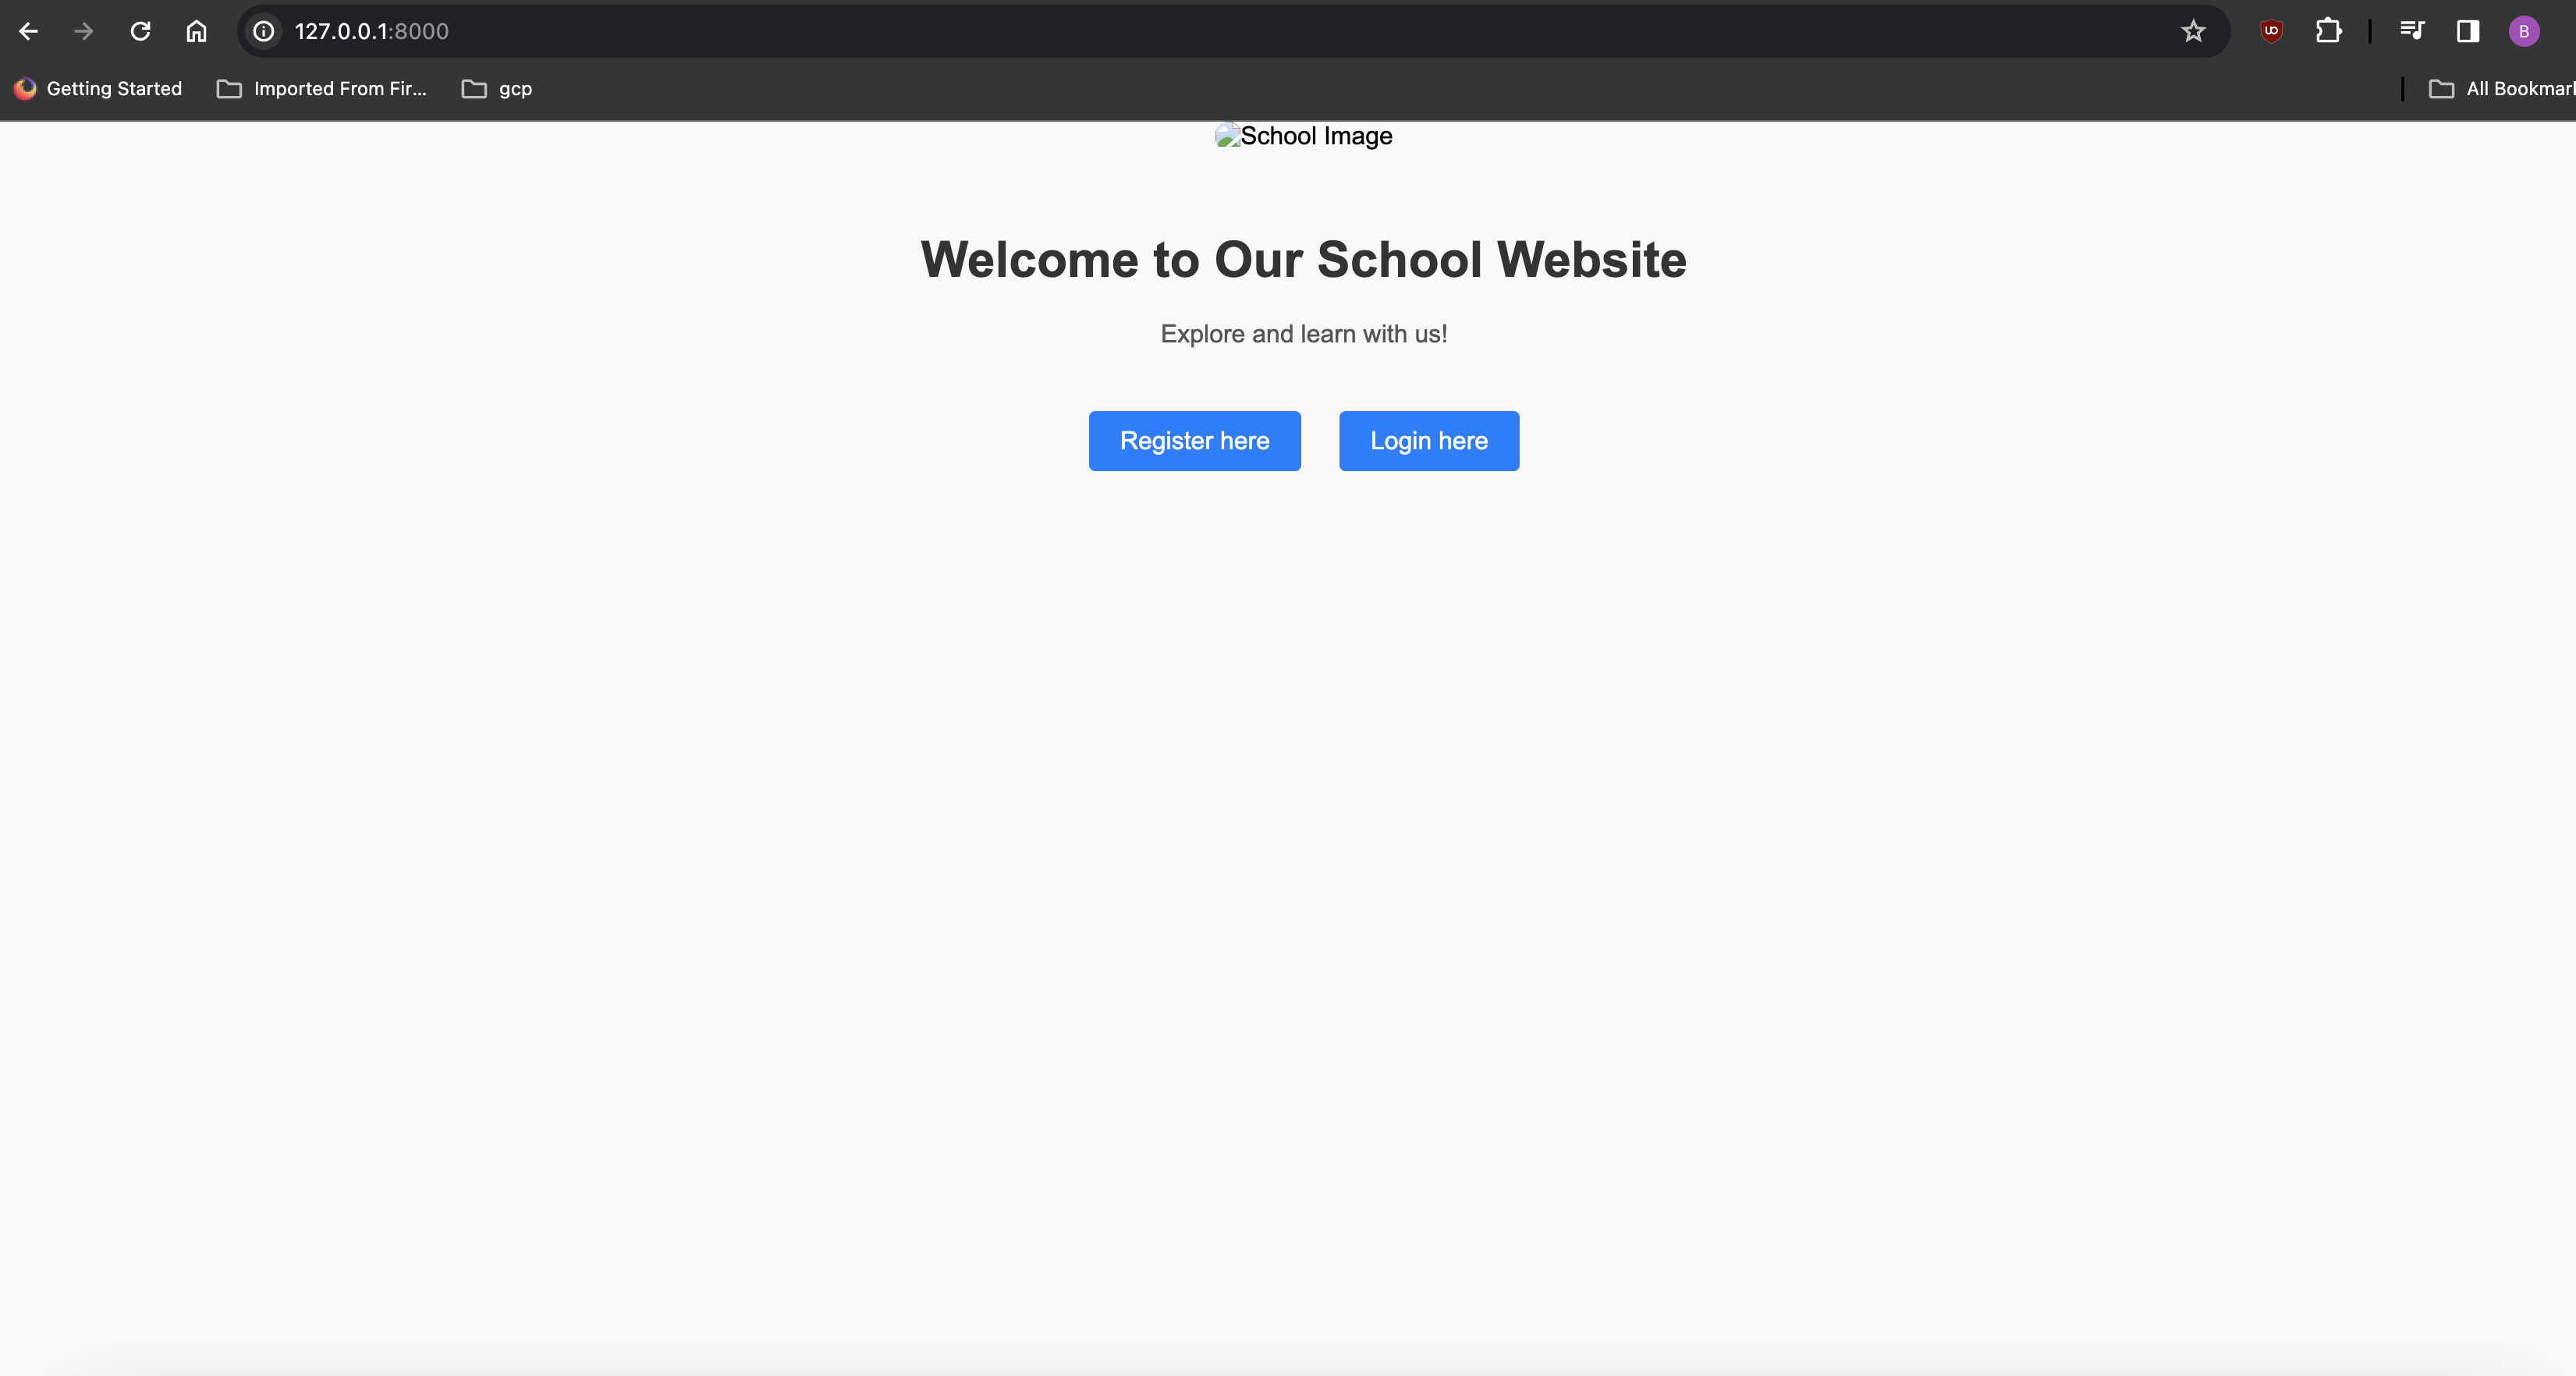 127.0.0.1:8000
B
Getting Started
Imported From Fir...
gcp
All Bookmar
School Image
Welcome to Our School Website
Explore and learn with us!
Register here
Login here